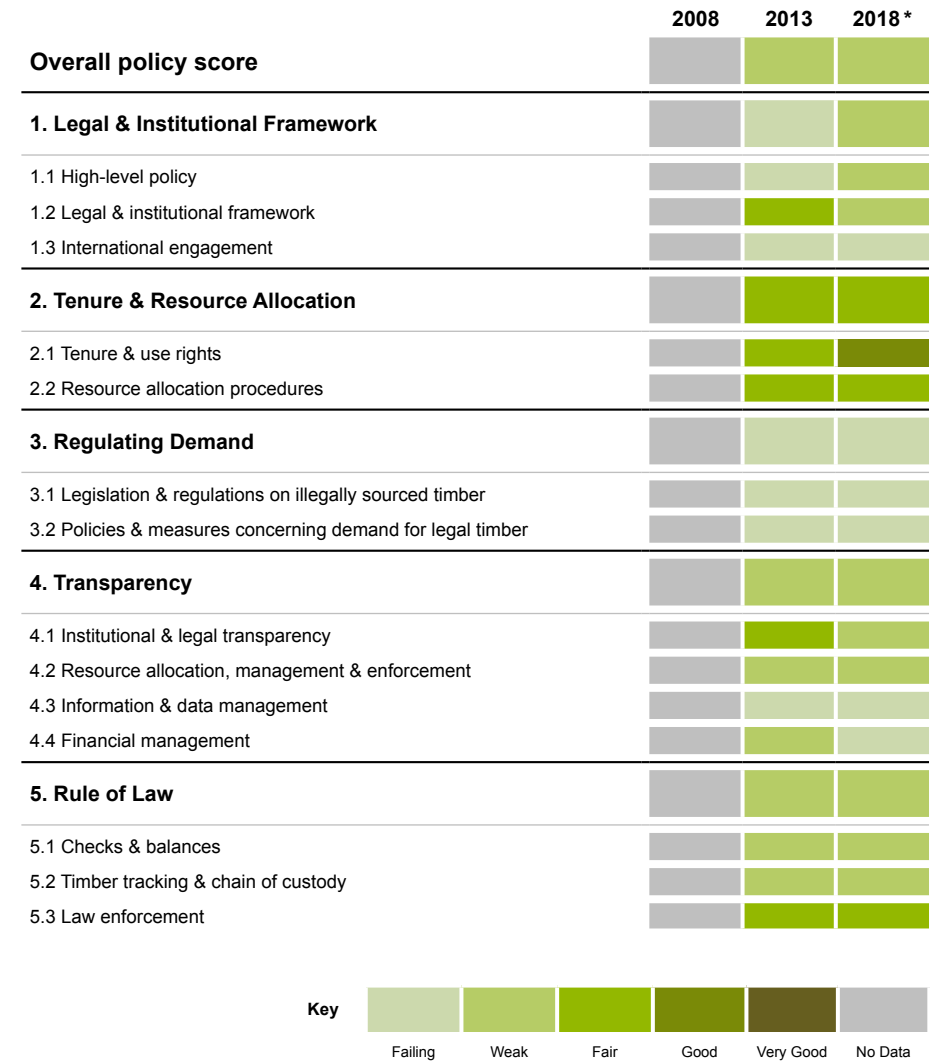 2008 2013 2018 *
Overall policy score
1. Legal & Institutional Framework
1.1 High-level policy
1.2 Legal & institutional framework
1.3 International engagement
2. Tenure & Resource Allocation
2.1 Tenure & use rights
2.2 Resource allocation procedures
3. Regulating Demand
3.1 Legislation & regulations on illegally sourced timber
3.2 Policies & measures concerning demand for legal timber
4. Transparency
4.1 Institutional & legal transparency
4.2 Resource allocation, management & enforcement
4.3 Information & data management
4.4 Financial management
5. Rule of Law
5.1 Checks & balances
5.2 Timber tracking & chain of custody
5.3 Law enforcement
Key
Failing Weak Fair Good Very Good No Data